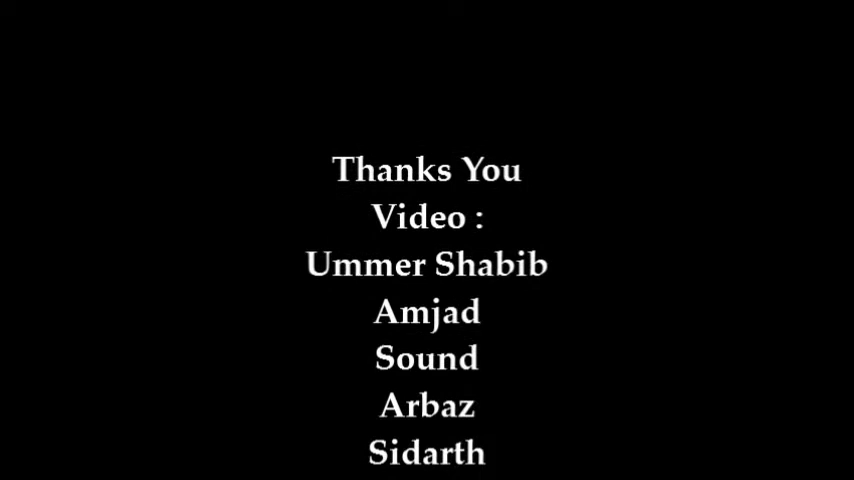 Thanks You
Video :
Ummer Shabib
Amjad
Sound
Arbaz
Sidarth